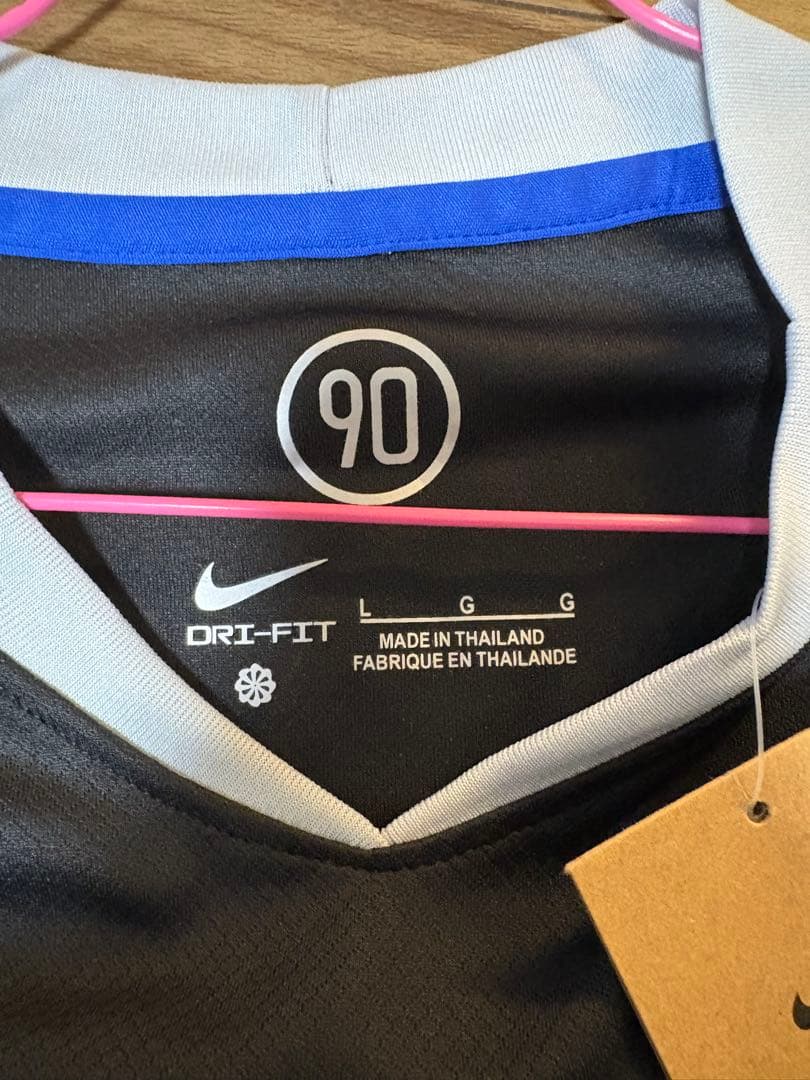 90
DRI-FIT
L G G
MADE IN THAILAND
FABRIQUE EN THAILANDE